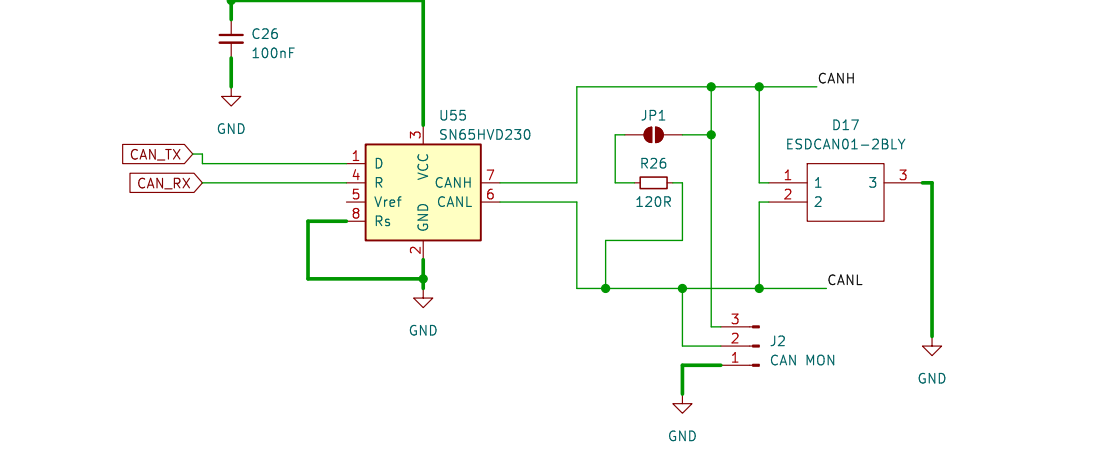 C26
100nF
GND
U55
SN65HVD230
3
VCC
CAN_TX
1
D
CAN_RX
4
R
5
Vref
8
Rs
CANH
7
CANL
6
GND
2
GND
JP1
R26
120R
CANH
D17
ESDCAN01-2BLY
1
1
2
2
3
3
CANL
3
2
1
J2
CAN MON
GND
GND